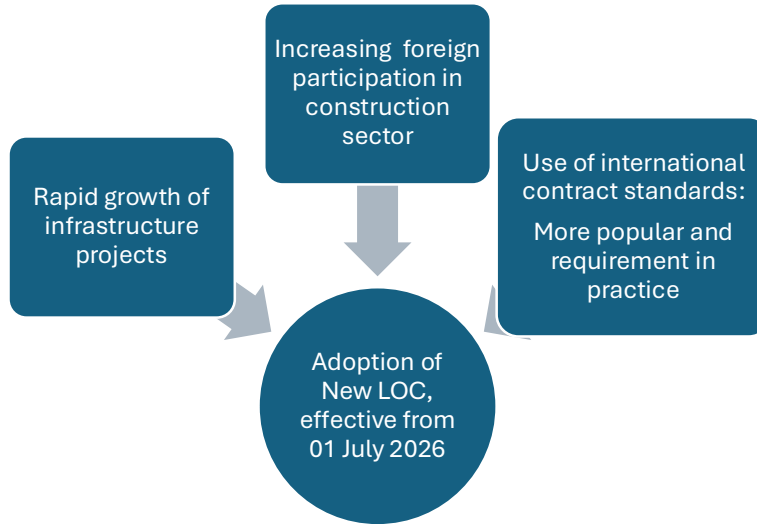 Increasing foreign
participation in
construction
sector
Rapid growth of
infrastructure
projects
Use of international
contract standards:
More popular and
requirement in
practice
Adoption of
New LOC,
effective from
01 July 2026